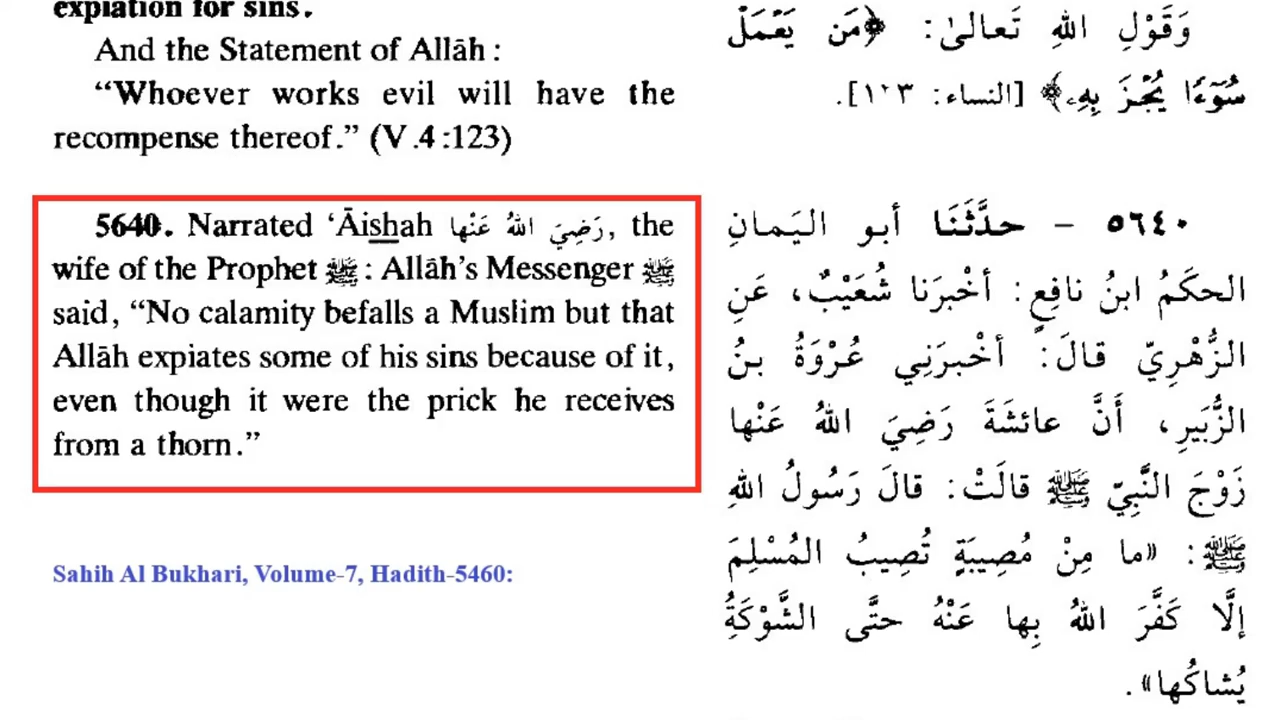 expiation for sins.
And the Statement of Allāh :
“Whoever works evil will have the
recompense thereof.” (V.4:123)
5640. Narrated ‘Āishah رَضِيَ اللهُ عَنْها, the
wife of the Prophet ﷺ : Allāh’s Messenger ﷺ
said, “No calamity befalls a Muslim but that
Allāh expiates some of his sins because of it,
even though it were the prick he receives
from a thorn.”
Sahih Al Bukhari, Volume-7, Hadith-5460:
وَقَوْلِ اللهِ تَعالىٰ: ﴿مَن يَعْمَلْ
سُوٓءًا يُجْزَ بِهِۦ﴾ [النساء: ١٢٣].
٥٦٤٠ – حدَّثَنَا أبو اليَمانِ
الحكَمُ ابنُ نافِعٍ: أخْبرَنا شُعَيْبٌ، عَنِ
الزُّهْرِيّ قالَ: أخْبرَنِي عُرْوَةُ بنُ
الزُّبَيرِ، أَنَّ عائشَةَ رَضِيَ اللهُ عَنْها
زَوْجَ النَّبِيّ ﷺ قالَتْ: قالَ رَسُولُ اللهِ
ﷺ: «ما مِنْ مُصِيبَةٍ تُصِيبُ المُسْلِمَ
إلَّا كَفَّرَ اللهُ بِها عَنْهُ حتَّى الشَّوْكَةُ
يُشاكُها».